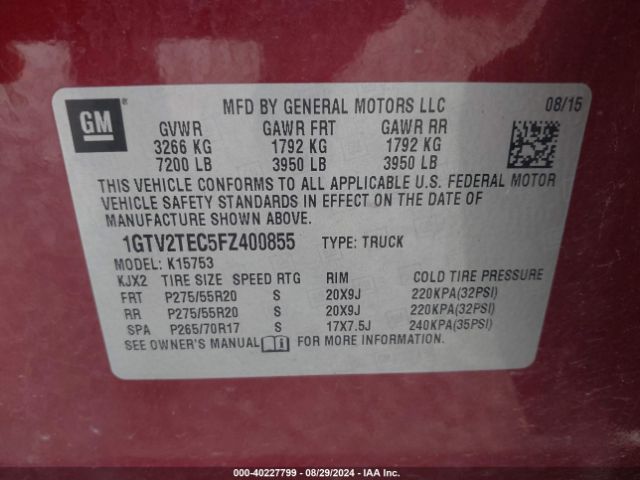 GM
®
MFD BY GENERAL MOTORS LLC 08/15
GVWR GAWR FRT GAWR RR
3266 KG 1792 KG 1792 KG
7200 LB 3950 LB 3950 LB
THIS VEHICLE CONFORMS TO ALL APPLICABLE U.S. FEDERAL MOTOR
VEHICLE SAFETY STANDARDS IN EFFECT ON THE DATE OF
MANUFACTURE SHOWN ABOVE.
1GTV2TEC5FZ400855 TYPE: TRUCK
MODEL: K15753
KJX2 TIRE SIZE SPEED RTG RIM COLD TIRE PRESSURE
FRT P275/55R20 S 20X9J 220KPA(32PSI)
RR P275/55R20 S 20X9J 220KPA(32PSI)
SPA P265/70R17 S 17X7.5J 240KPA(35PSI)
SEE OWNER'S MANUAL FOR MORE INFORMATION.
000-40227799 - 08/29/2024 - IAA Inc.